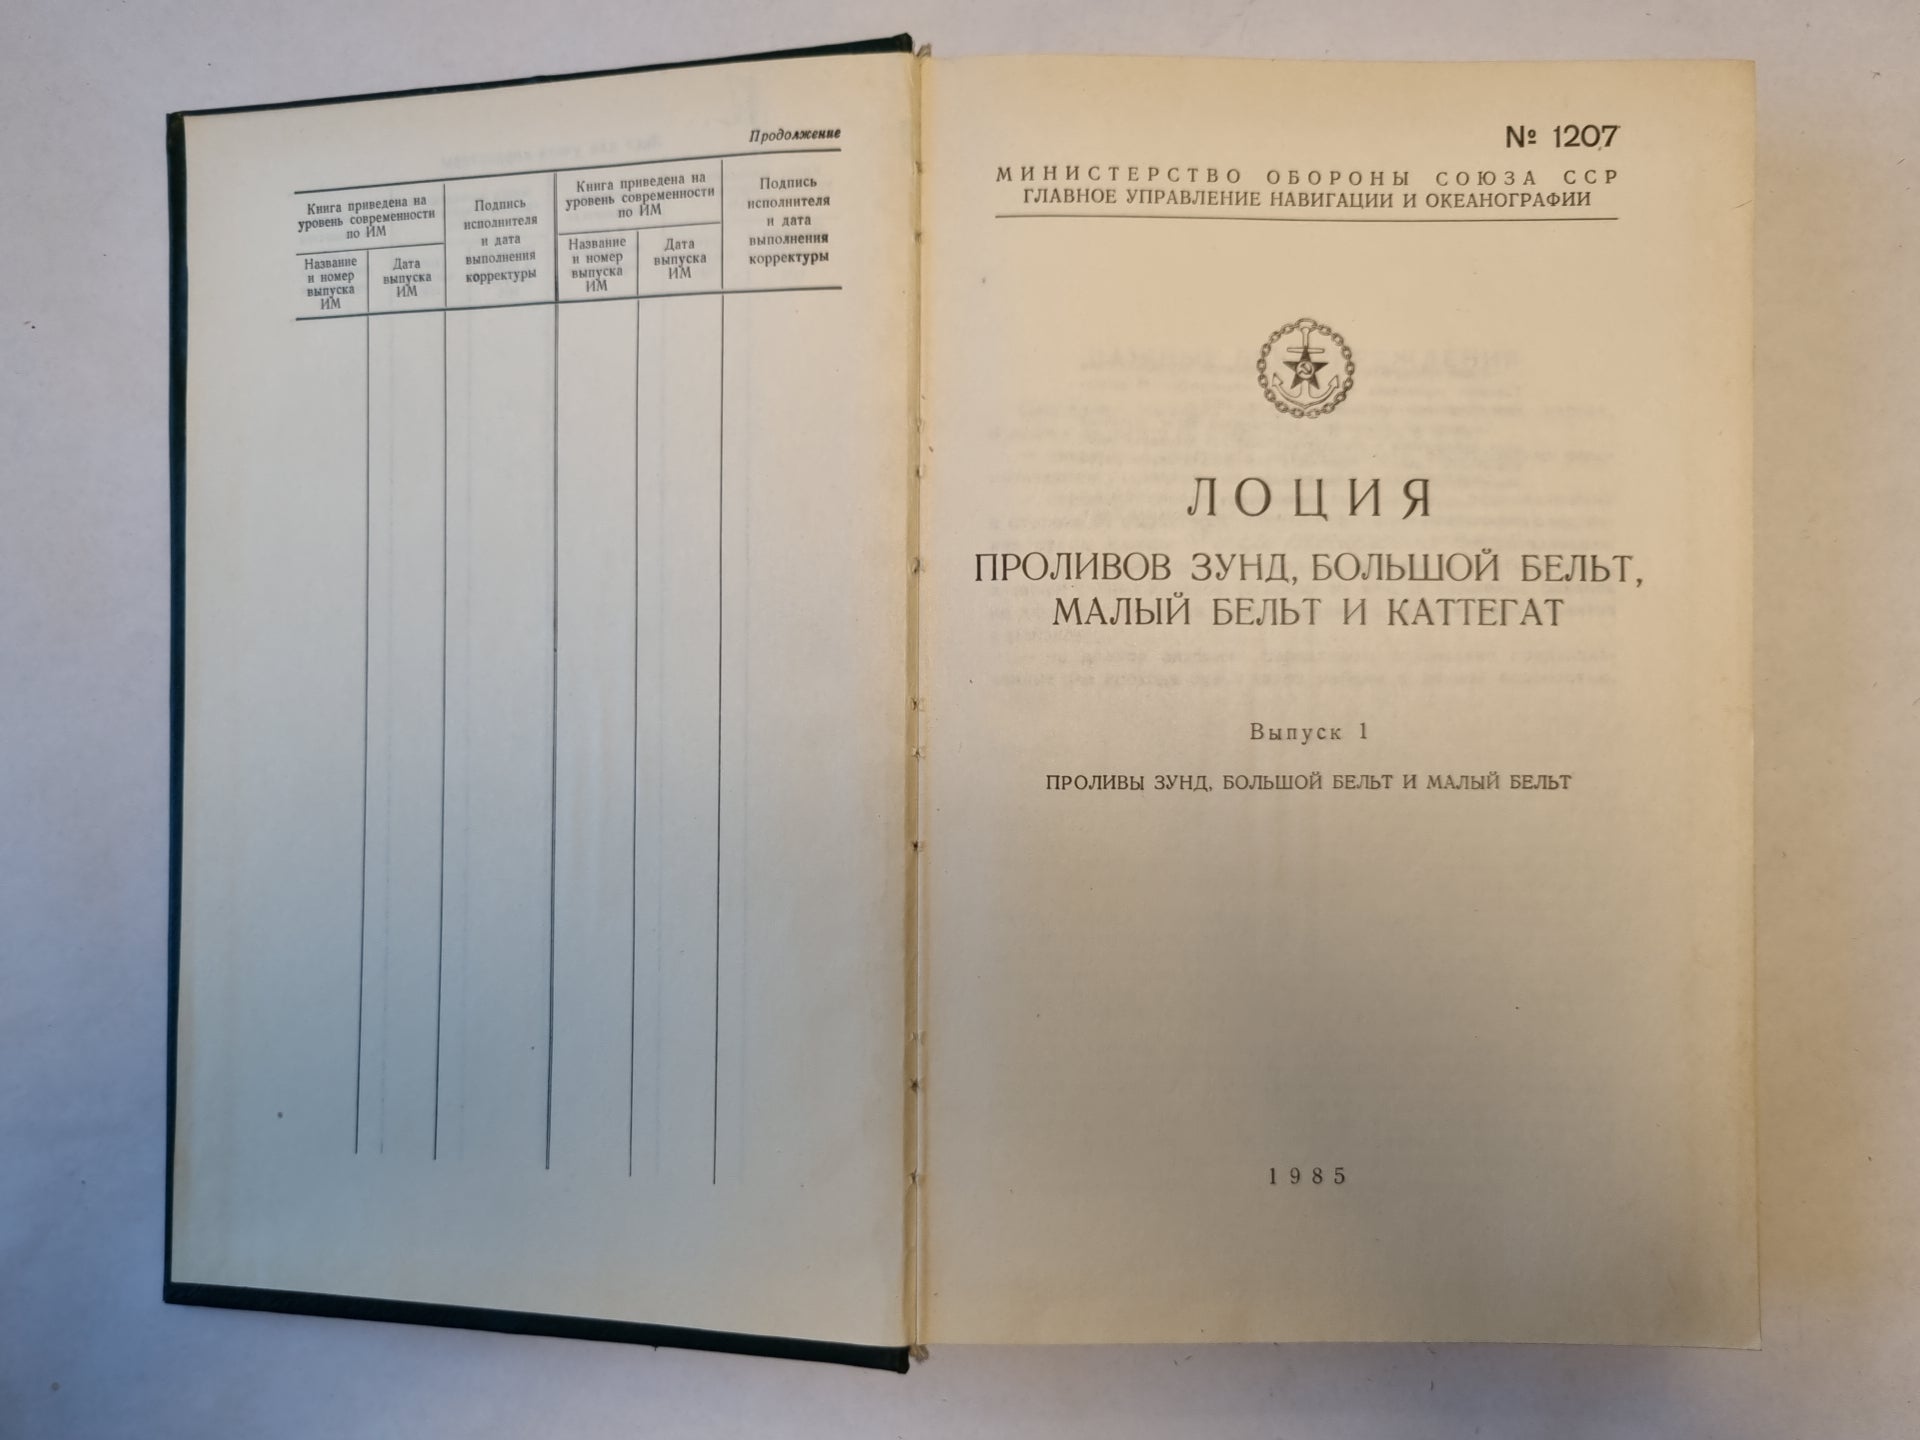 Продолжение
Книга приведена на
уровень современности
по ИМ
Подпись
исполнителя
и дата
выполнения
корректуры
Книга приведена на
уровень современности
по ИМ
Подпись
исполнителя
и дата
выполнения
корректуры
Название
и номер
выпуска
ИМ
Дата
выпуска
ИМ
Название
и номер
выпуска
ИМ
Дата
выпуска
ИМ
№ 1207
МИНИСТЕРСТВО ОБОРОНЫ СОЮЗА ССР
ГЛАВНОЕ УПРАВЛЕНИЕ НАВИГАЦИИ И ОКЕАНОГРАФИИ
ЛОЦИЯ
ПРОЛИВОВ ЗУНД, БОЛЬШОЙ БЕЛЬТ,
МАЛЫЙ БЕЛЬТ И КАТТЕГАТ
Выпуск 1
ПРОЛИВЫ ЗУНД, БОЛЬШОЙ БЕЛЬТ И МАЛЫЙ БЕЛЬТ
1985